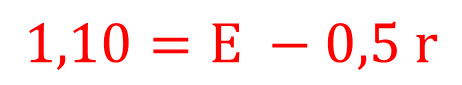 1,10 = E − 0,5 r